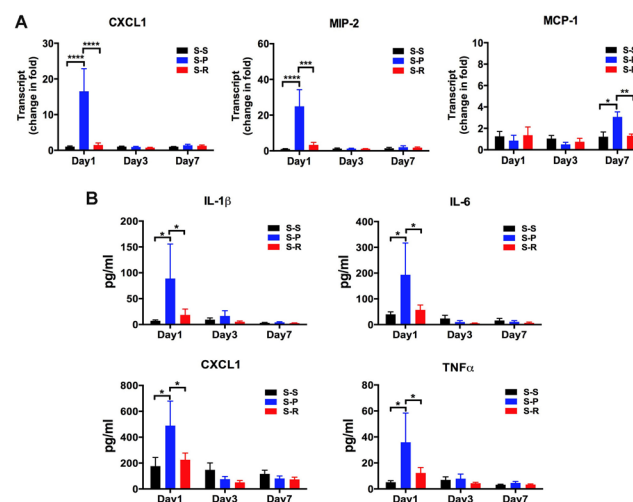 A
CXCL1
MIP-2
MCP-1
Transcript
(change in fold)
30
20
10
0
****
****
S-S
S-P
S-R
Day1 Day3 Day7
Transcript
(change in fold)
60
40
20
0
****
***
S-S
S-P
S-R
Day1 Day3 Day7
Transcript
(change in fold)
8
6
4
2
0
*
**
S-S
Day1 Day3 Day7
B
IL-1β
pg/ml
200
150
100
50
0
*
*
S-S
S-P
S-R
Day1 Day3 Day7
IL-6
pg/ml
400
300
200
100
0
*
*
S-S
S-P
S-R
Day1 Day3 Day7
CXCL1
pg/ml
800
600
400
200
0
*
*
S-S
S-P
S-R
Day1 Day3 Day7
TNFα
pg/ml
80
60
40
20
0
*
*
S-S
S-P
S-R
Day1 Day3 Day7